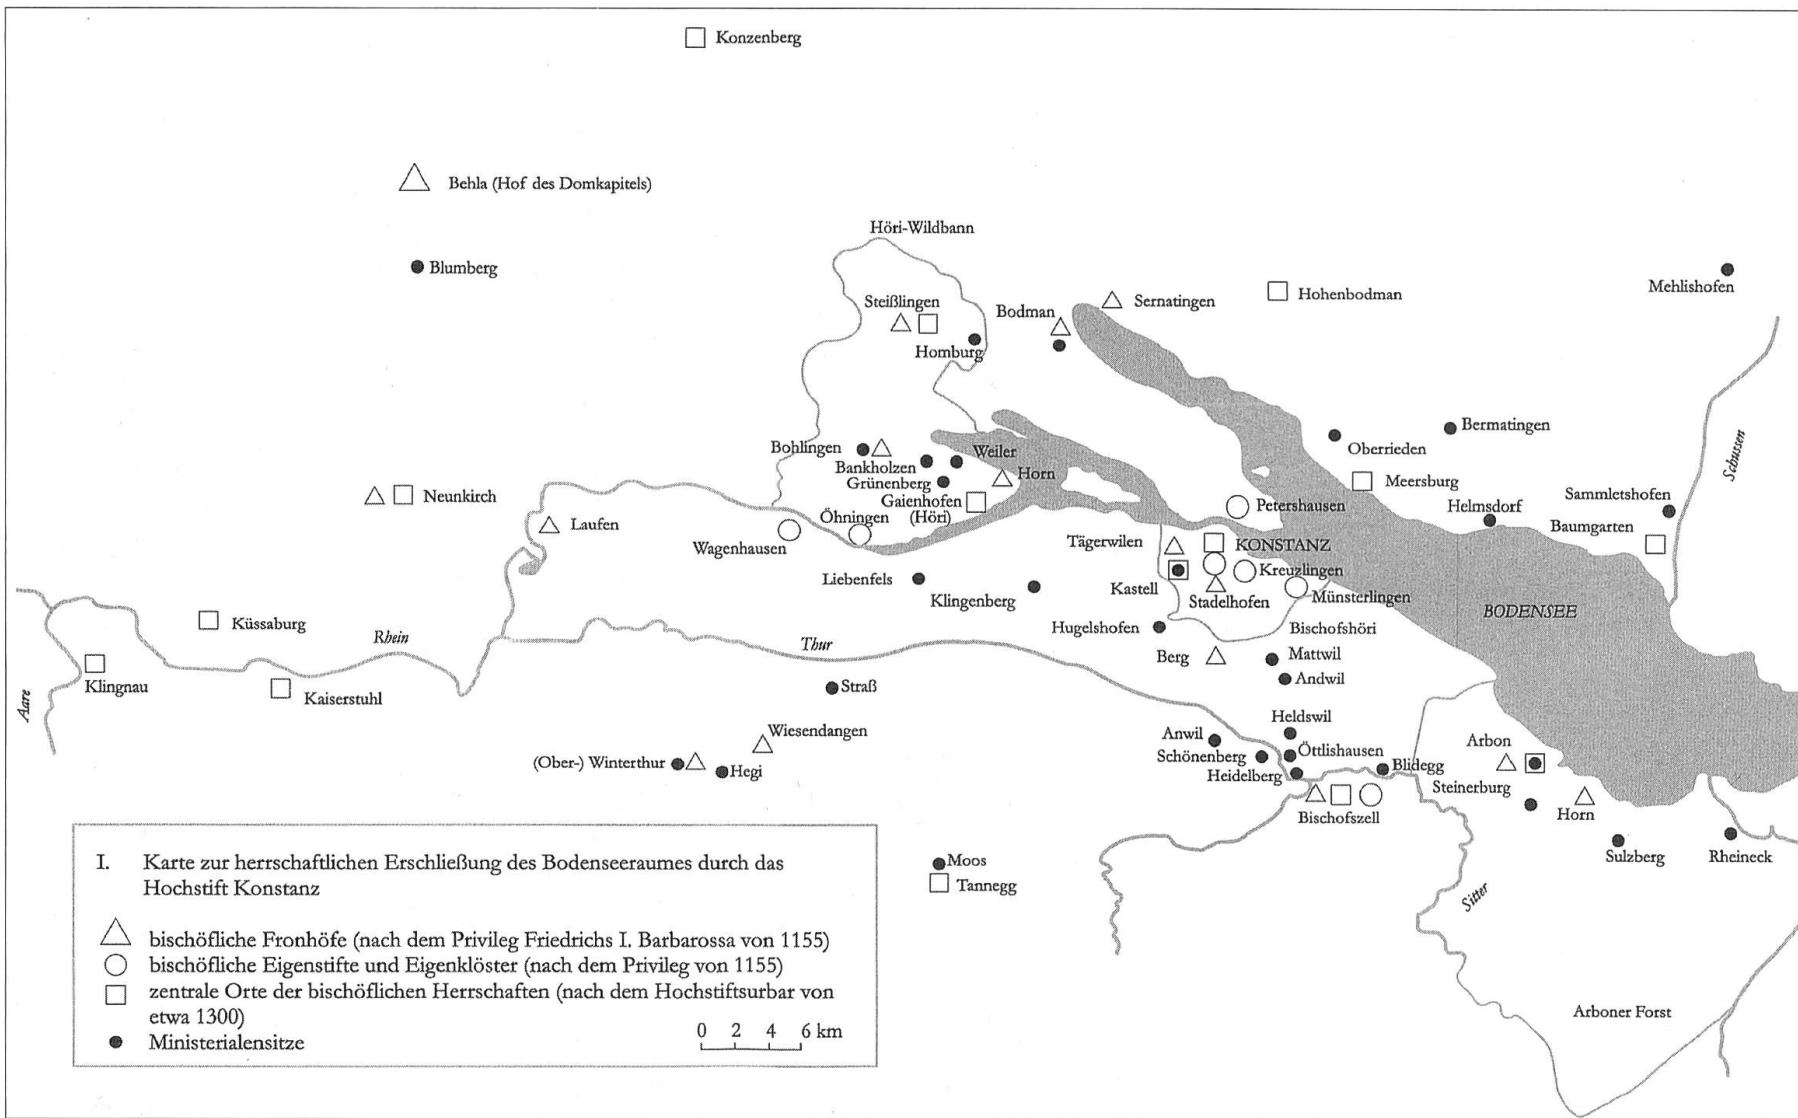 Konzenberg
Behla (Hof des Domkapitels)
Höri-Wildbann
Blumberg
Mehlishofen
Steißlingen
Bodman
Sernatingen
Hohenbodman
Homburg
Bohlingen
Weiler
Bankholzen
Grünenberg
Horn
Gaienhofen
(Höri)
Oberrieden
Bermatingen
Schussen
Meersburg
Neunkirch
Laufen
Öhningen
Wagenhausen
Petershausen
Helmsdorf
Sammletshofen
Baumgarten
Tägerwilen
KONSTANZ
Kreuzlingen
Kastell
Stadelhofen
Münsterlingen
BODENSEE
Liebenfels
Klingenberg
Küssaburg
Rhein
Thur
Hugelshofen
Bischofshöri
Berg
Mattwil
Andwil
Klingnau
Kaiserstuhl
Aare
Straß
Wiesendangen
(Ober-) Winterthur
Hegi
Heldswil
Anwil
Schönenberg
Öttlishausen
Heidelberg
Blidegg
Arbon
Steinerburg
Horn
Bischofszell
Sulzberg
Rheineck
Moos
Tannegg
Sitter
Arboner Forst
I. Karte zur herrschaftlichen Erschließung des Bodenseeraumes durch das
Hochstift Konstanz
bischöfliche Fronhöfe (nach dem Privileg Friedrichs I. Barbarossa von 1155)
bischöfliche Eigenstifte und Eigenklöster (nach dem Privileg von 1155)
zentrale Orte der bischöflichen Herrschaften (nach dem Hochstiftsurbar von
etwa 1300)
Ministerialensitze
0 2 4 6 km